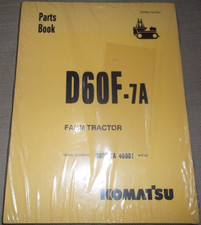 Parts
Book
D60F-7A
FARM TRACTOR
KOMATSU